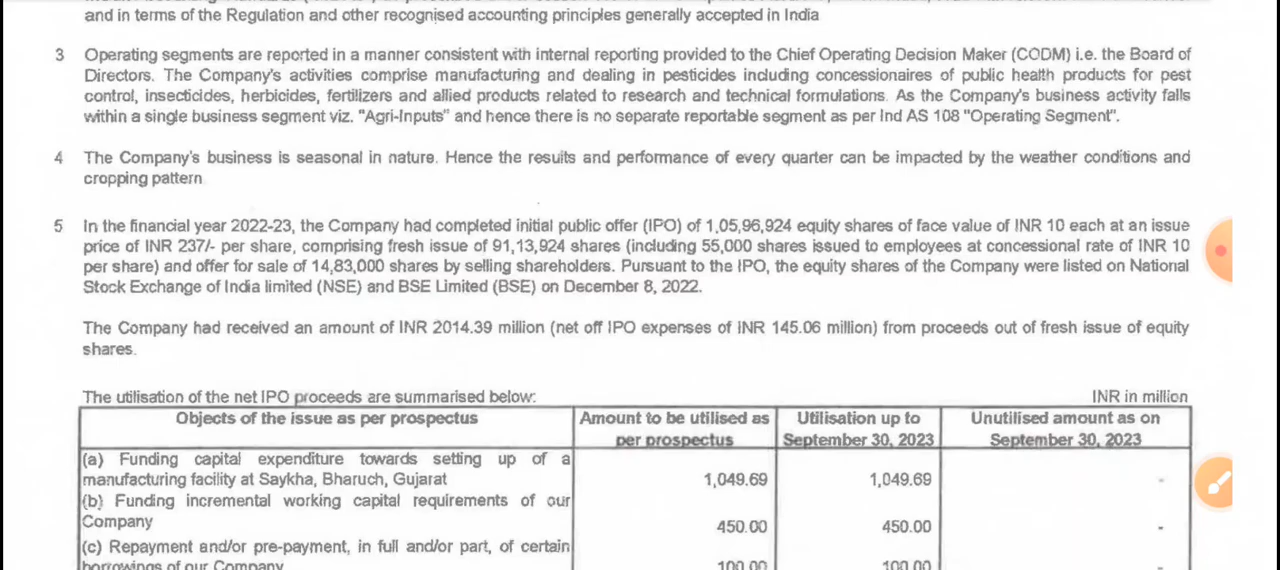 and in terms of the Regulation and other recognised accounting principles generally accepted in India
3 Operating segments are reported in a manner consistent with internal reporting provided to the Chief Operating Decision Maker (CODM) i.e. the Board of
Directors. The Company's activities comprise manufacturing and dealing in pesticides including concessionaires of public health products for pest
control, insecticides, herbicides, fertilizers and allied products related to research and technical formulations. As the Company's business activity falls
within a single business segment viz. "Agri-Inputs" and hence there is no separate reportable segment as per Ind AS 108 "Operating Segment".
4 The Company's business is seasonal in nature. Hence the results and performance of every quarter can be impacted by the weather conditions and
cropping pattern
5 In the financial year 2022-23, the Company had completed initial public offer (IPO) of 1,05,96,924 equity shares of face value of INR 10 each at an issue
price of INR 237/- per share, comprising fresh issue of 91,13,924 shares (including 55,000 shares issued to employees at concessional rate of INR 10
per share) and offer for sale of 14,83,000 shares by selling shareholders. Pursuant to the IPO, the equity shares of the Company were listed on National
Stock Exchange of India limited (NSE) and BSE Limited (BSE) on December 8, 2022.
The Company had received an amount of INR 2014.39 million (net off IPO expenses of INR 145.06 million) from proceeds out of fresh issue of equity
shares.
The utilisation of the net IPO proceeds are summarised below: INR in million
Objects of the issue as per prospectus Amount to be utilised as Utilisation up to Unutilised amount as on
per prospectus September 30, 2023 September 30, 2023
(a) Funding capital expenditure towards setting up of a
manufacturing facility at Saykha, Bharuch, Gujarat 1,049.69 1,049.69 -
(b) Funding incremental working capital requirements of our
Company 450.00 450.00 -
(c) Repayment and/or pre-payment, in full and/or part, of certain
borrowings of our Company 100.00 100.00 -